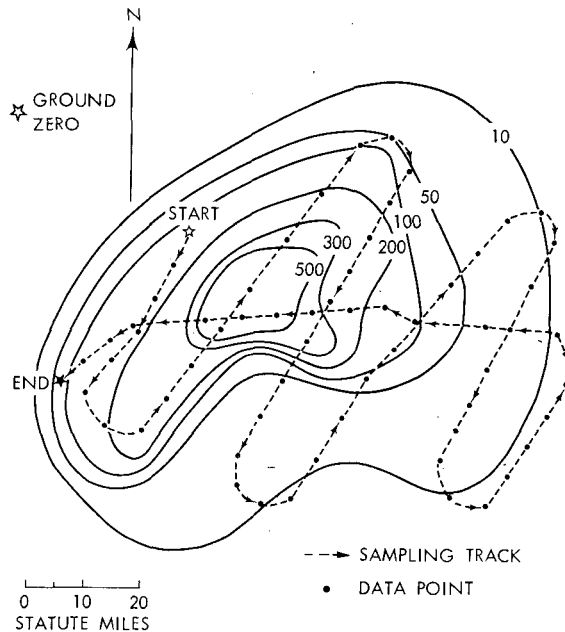 N
GROUND
ZERO
10
START
50
100
200
300
500
END
SAMPLING TRACK
DATA POINT
0 10 20
STATUTE MILES